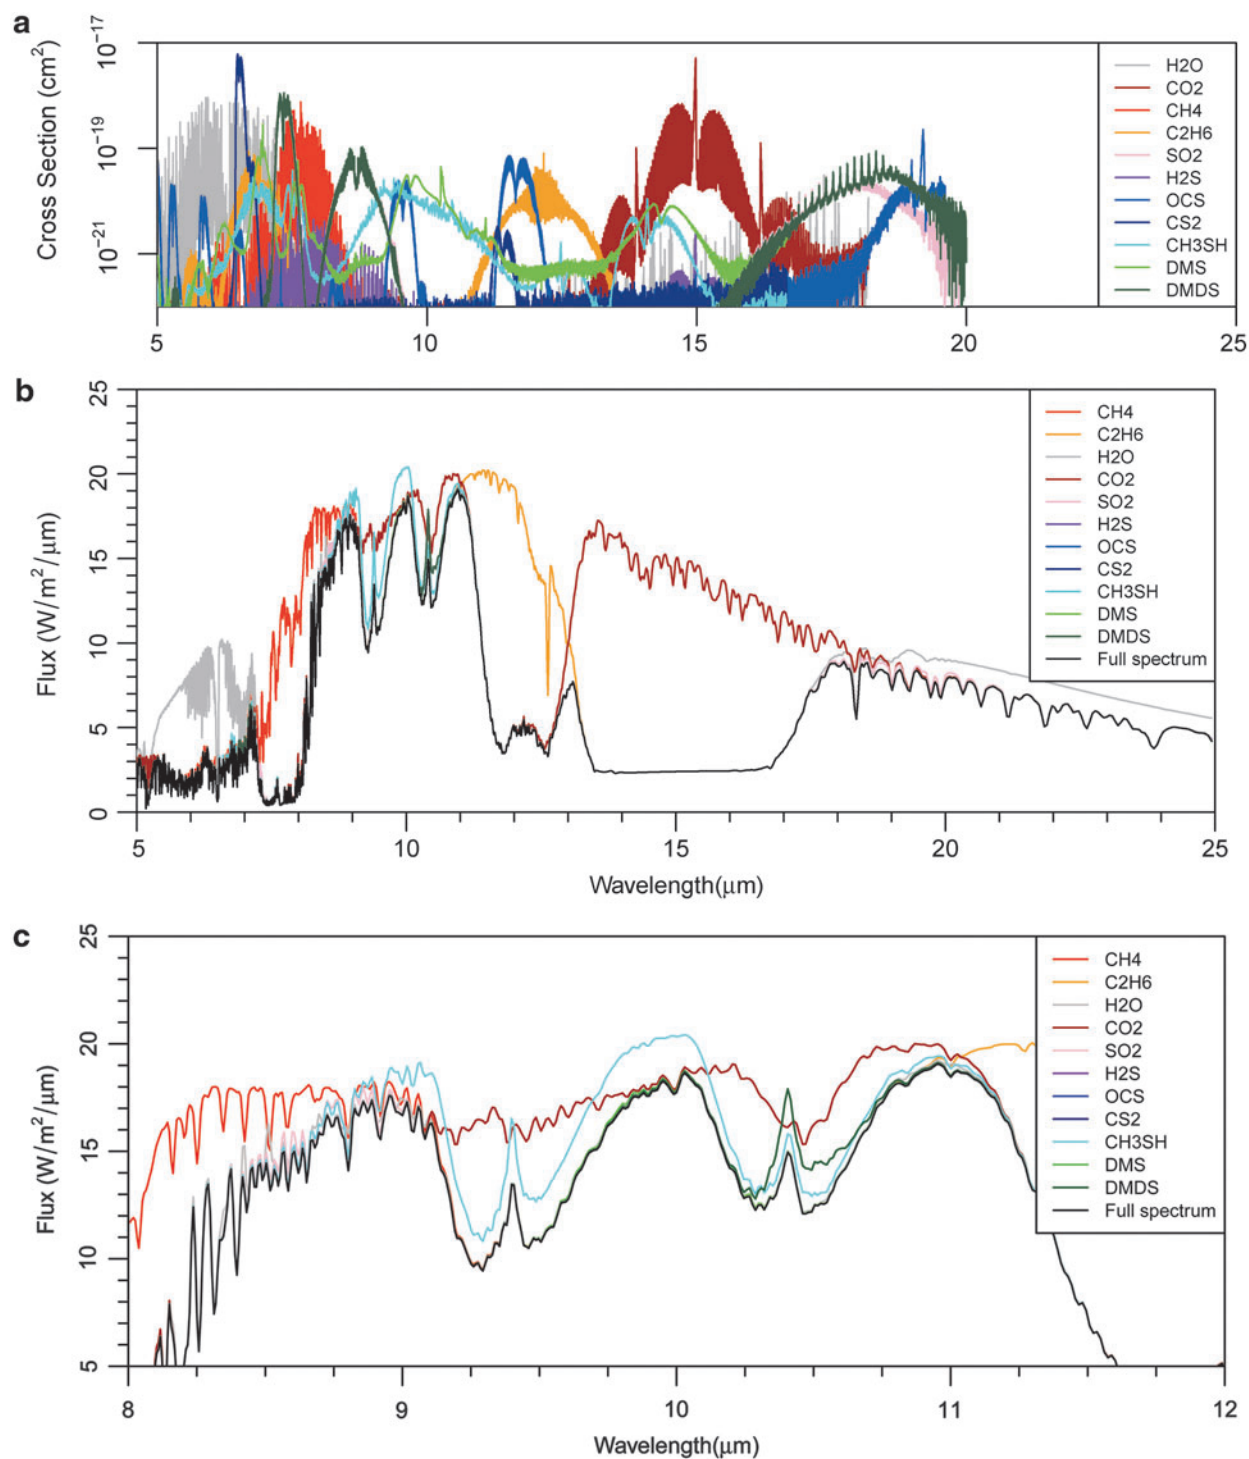 a
Cross Section (cm2)
10−17
10−19
10−21
H2O
CO2
CH4
C2H6
SO2
H2S
OCS
CS2
CH3SH
DMS
DMDS
5 10 15 20 25
b
Flux (W/m2/μm)
25
20
15
10
5
0
CH4
C2H6
H2O
CO2
SO2
H2S
OCS
CS2
CH3SH
DMS
DMDS
Full spectrum
5 10 15 20 25
Wavelength(μm)
c
Flux (W/m2/μm)
25
20
15
10
5
CH4
C2H6
H2O
CO2
SO2
H2S
OCS
CS2
CH3SH
DMS
DMDS
Full spectrum
8 9 10 11 12
Wavelength(μm)